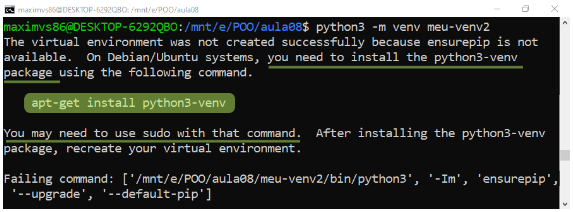 maximvs86@DESKTOP-6292QBO: /mnt/e/POO/aula08
maximvs86@DESKTOP-6292QBO:/mnt/e/POO/aula08$ python3 -m venv meu-venv2
The virtual environment was not created successfully because ensurepip is not
available.  On Debian/Ubuntu systems, you need to install the python3-venv
package using the following command.
apt-get install python3-venv
You may need to use sudo with that command.  After installing the python3-venv
package, recreate your virtual environment.
Failing command: ['/mnt/e/POO/aula08/meu-venv2/bin/python3', '-Im', 'ensurepip',
'--upgrade', '--default-pip']